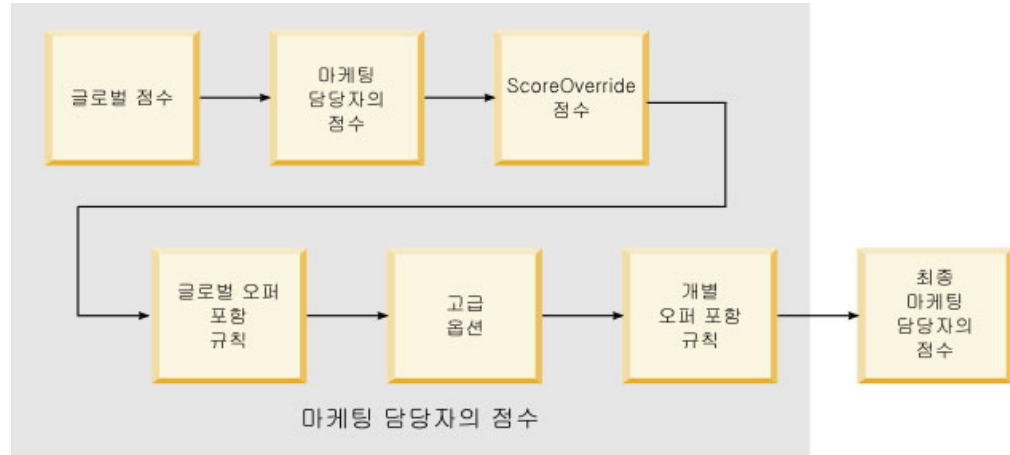 글로벌 점수
마케팅
담당자의
점수
ScoreOverride
점수
글로벌 오퍼
포함
규칙
고급
옵션
개별
오퍼 포함
규칙
최종
마케팅
담당자의
점수
마케팅 담당자의 점수